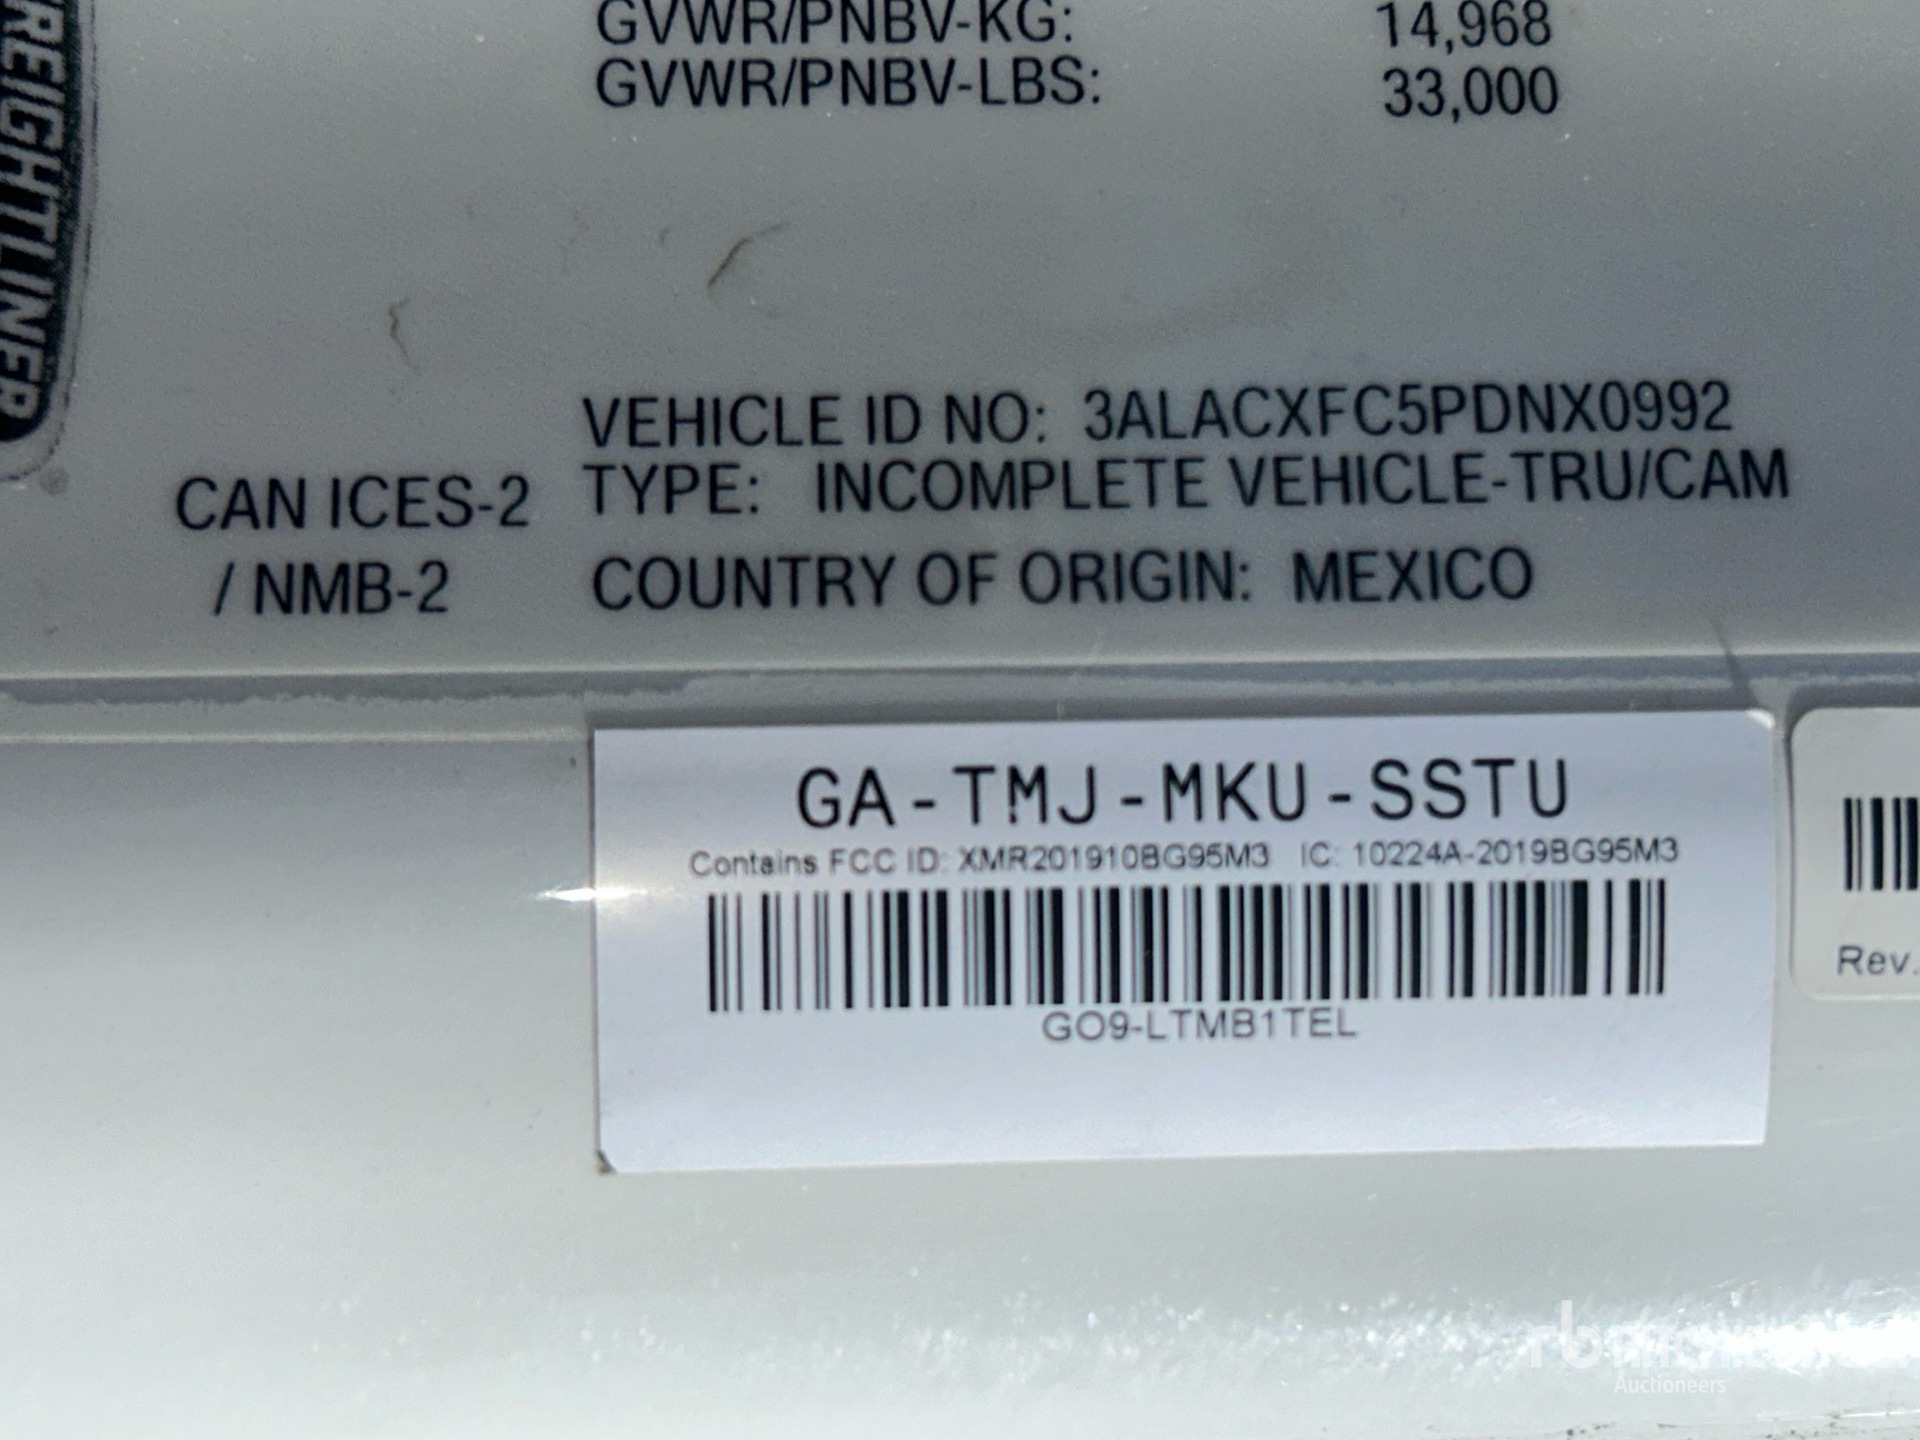 FREIGHTLINER
GVWR/PNBV-KG: 14,968
GVWR/PNBV-LBS: 33,000
VEHICLE ID NO: 3ALACXFC5PDNX0992
CAN ICES-2 TYPE: INCOMPLETE VEHICLE-TRU/CAM
/ NMB-2 COUNTRY OF ORIGIN: MEXICO
GA-TMJ-MKU-SSTU
Contains FCC ID: XMR201910BG95M3 IC: 10224A-2019BG95M3
GO9-LTMB1TEL
Rev.
rb
Auctioneers